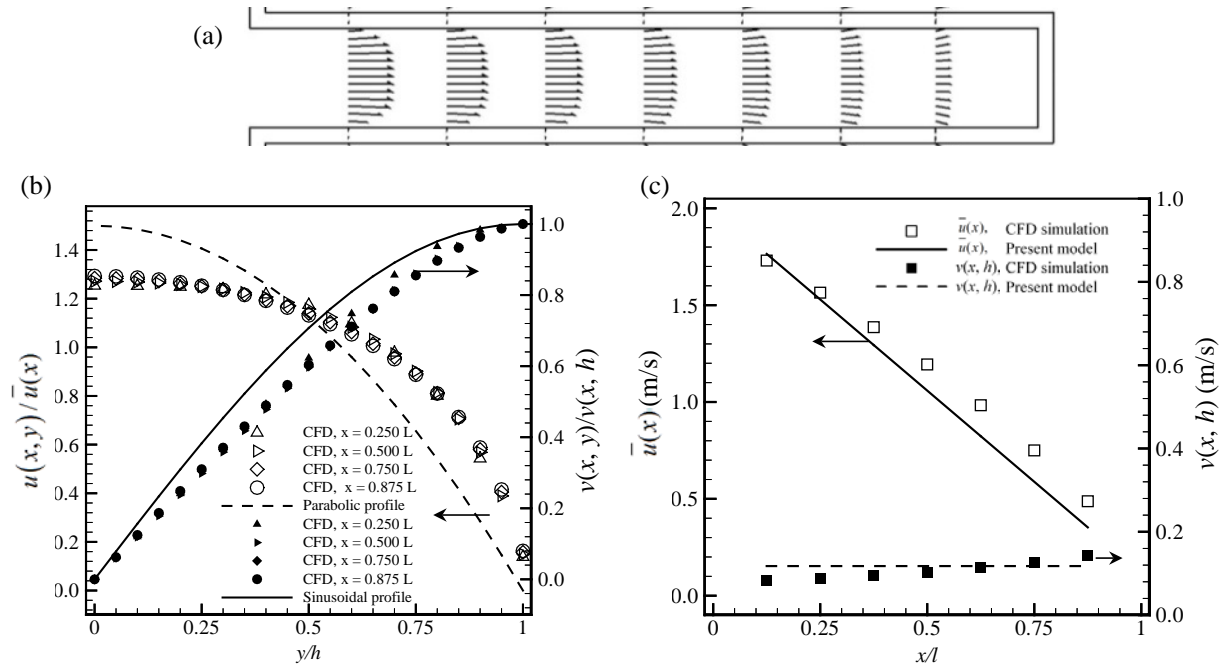 (a)
(b)
1.4
1.2
1.0
0.8
0.6
0.4
0.2
0.0
u(x,y)/u̅(x)
1.0
0.8
0.6
0.4
0.2
0.0
v(x, y)/v(x, h)
CFD, x = 0.250 L
CFD, x = 0.500 L
CFD, x = 0.750 L
CFD, x = 0.875 L
Parabolic profile
CFD, x = 0.250 L
CFD, x = 0.500 L
CFD, x = 0.750 L
CFD, x = 0.875 L
Sinusoidal profile
0 0.25 0.5 0.75 1
y/h
(c)
2.0
1.5
1.0
0.5
0.0
u̅(x) (m/s)
u̅(x), CFD simulation
u̅(x), Present model
v(x, h), CFD simulation
v(x, h), Present model
1.0
0.8
0.6
0.4
0.2
0.0
v(x, h) (m/s)
0 0.25 0.5 0.75 1
x/l